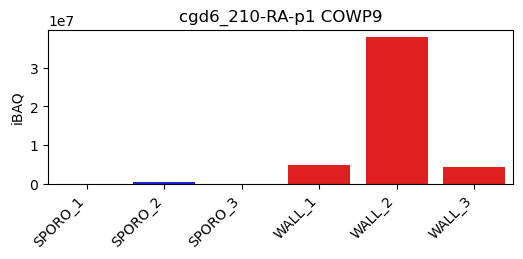 cgd6_210-RA-p1 COWP9
1e7
iBAQ
3
2
1
0
SPORO_1
SPORO_2
SPORO_3
WALL_1
WALL_2
WALL_3